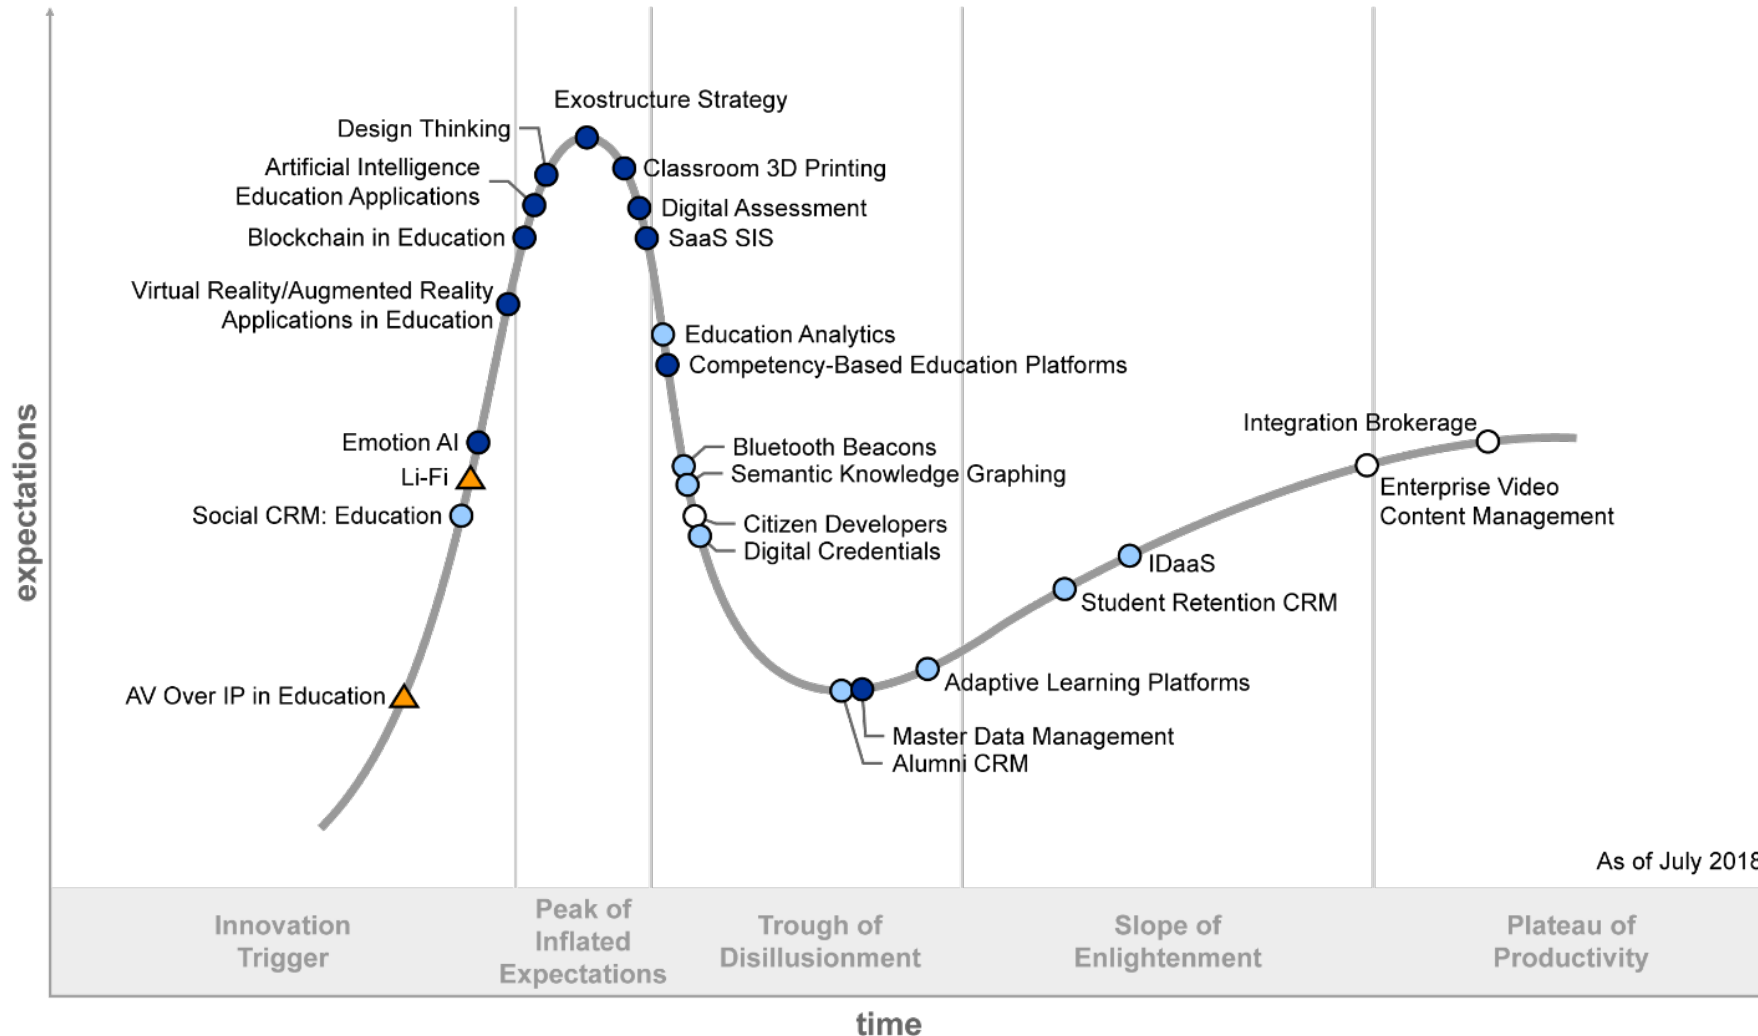 Exostructure Strategy
Design Thinking
Artificial Intelligence
Education Applications
Blockchain in Education
Virtual Reality/Augmented Reality
Applications in Education
Emotion AI
Li-Fi
Social CRM: Education
AV Over IP in Education
Classroom 3D Printing
Digital Assessment
SaaS SIS
Education Analytics
Competency-Based Education Platforms
Bluetooth Beacons
Semantic Knowledge Graphing
Citizen Developers
Digital Credentials
Integration Brokerage
Enterprise Video
Content Management
IDaaS
Student Retention CRM
Adaptive Learning Platforms
Master Data Management
Alumni CRM
As of July 2018
expectations
Innovation
Trigger
Peak of
Inflated
Expectations
Trough of
Disillusionment
Slope of
Enlightenment
Plateau of
Productivity
time